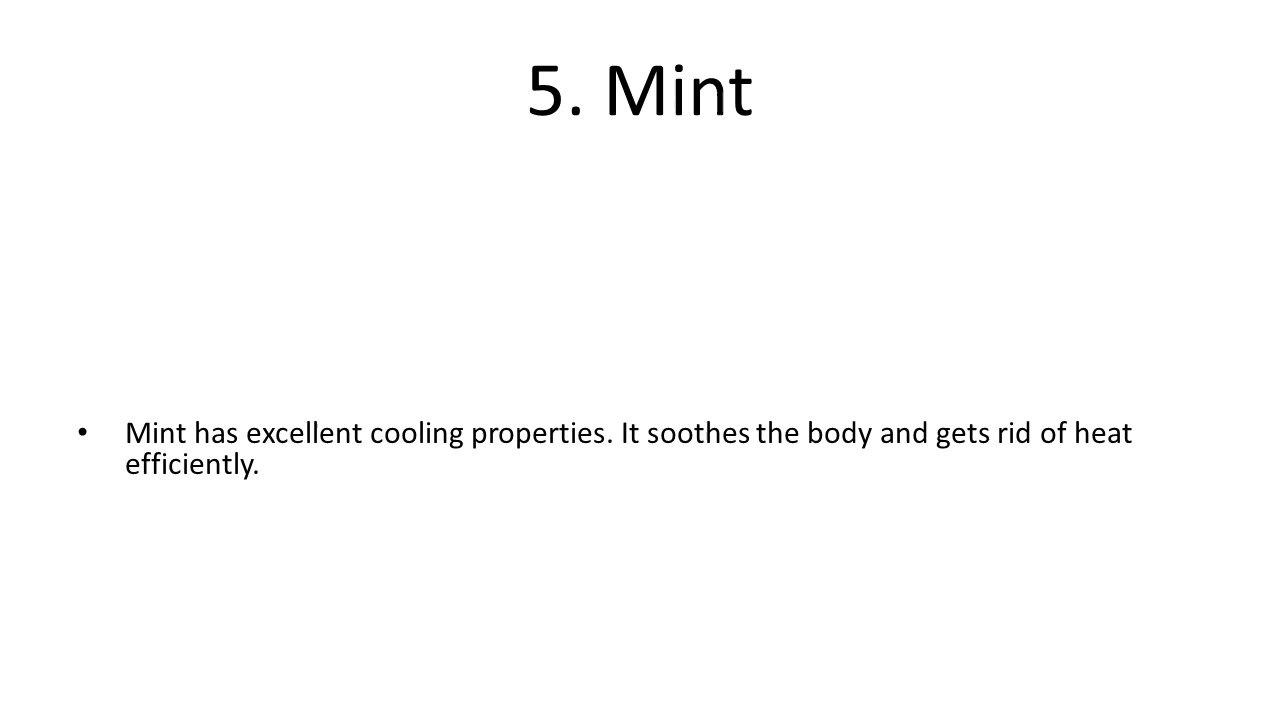 5. Mint
• Mint has excellent cooling properties. It soothes the body and gets rid of heat
efficiently.